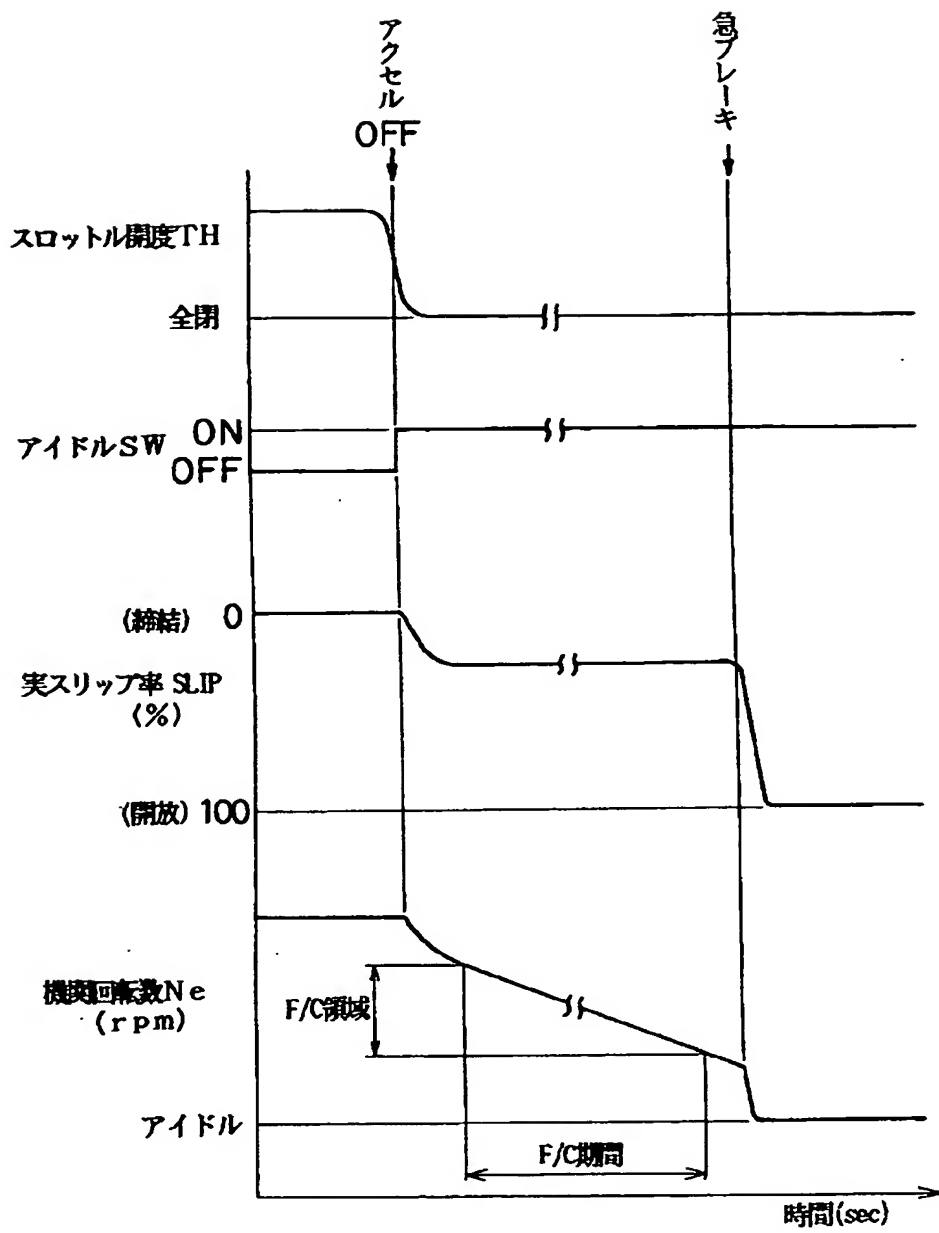 アクセル
OFF
急ブレーキ
スロットル開度TH
全閉
アイドルSW
ON
OFF
(締結) 0
実スリップ率 SLIP
(%)
(開放) 100
機関回転数Ne
(rpm)
F/C領域
アイドル
F/C期間
時間(sec)